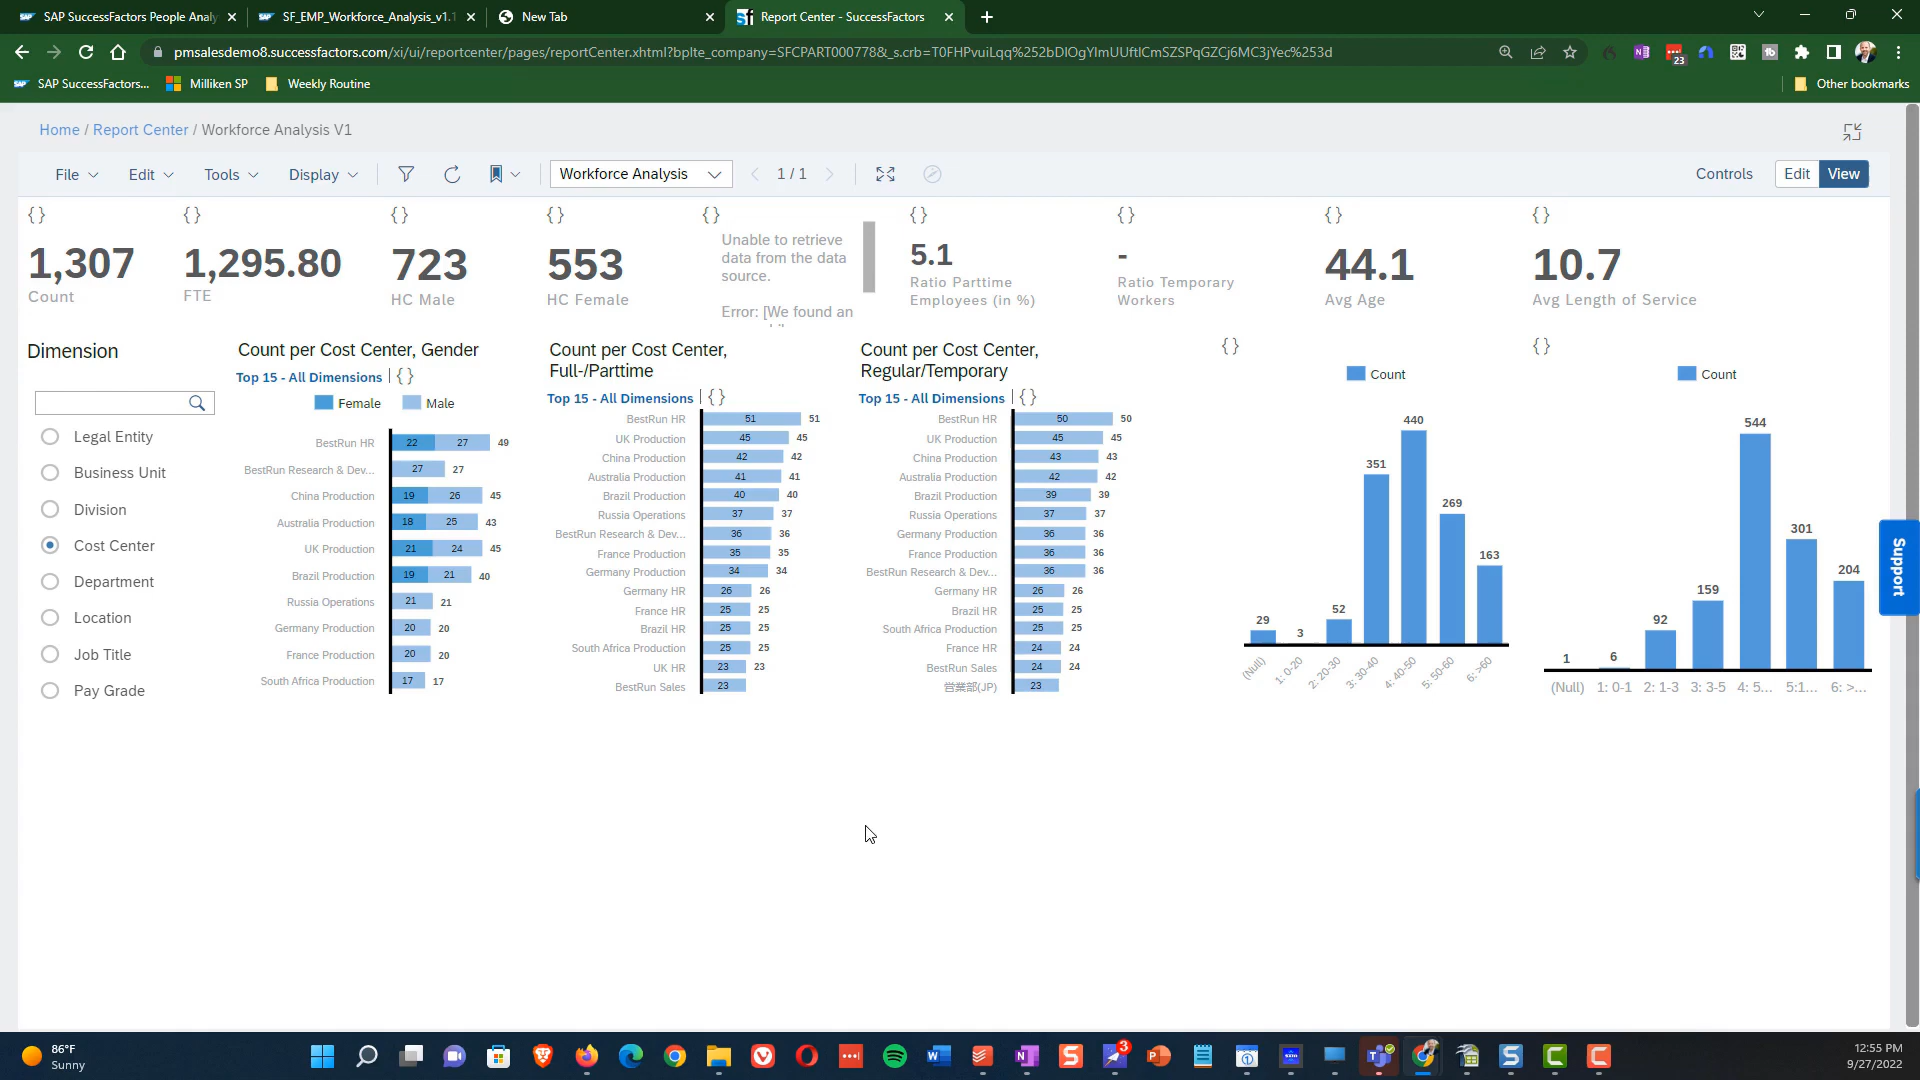 SAP SuccessFactors People Analy
SF_EMP_Workforce_Analysis_v1.1
New Tab
Report Center - SuccessFactors
pmsalesdemo8.successfactors.com/xi/ui/reportcenter/pages/reportCenter.xhtml?bplte_company=SFCPART000778&_s.crb=T0FHPvuiLqq%252bDlOgYImUUftlCmSZSPqGZCj6MC3jYec%253d
23
SAP SuccessFactors...
Milliken SP
Weekly Routine
Other bookmarks
Home / Report Center / Workforce Analysis V1
File
Edit
Tools
Display
Workforce Analysis
1 / 1
Controls
Edit
View
{ }
{ }
{ }
{ }
{ }
{ }
{ }
{ }
{ }
1,307
Count
1,295.80
FTE
723
HC Male
553
HC Female
Unable to retrieve
data from the data
source.
Error: [We found an
5.1
Ratio Parttime
Employees (in %)
-
Ratio Temporary
Workers
44.1
Avg Age
10.7
Avg Length of Service
Dimension
Legal Entity
Business Unit
Division
Cost Center
Department
Location
Job Title
Pay Grade
Count per Cost Center, Gender
Top 15 - All Dimensions | { }
Female Male
BestRun HR 22 27 49
BestRun Research & Dev... 27 27
China Production 19 26 45
Australia Production 18 25 43
UK Production 21 24 45
Brazil Production 19 21 40
Russia Operations 21 21
Germany Production 20 20
France Production 20 20
South Africa Production 17 17
Count per Cost Center,
Full-/Parttime
Top 15 - All Dimensions | { }
BestRun HR 51 51
UK Production 45 45
China Production 42 42
Australia Production 41 41
Brazil Production 40 40
Russia Operations 37 37
BestRun Research & Dev... 36 36
France Production 35 35
Germany Production 34 34
Germany HR 26 26
France HR 25 25
Brazil HR 25 25
South Africa Production 25 25
UK HR 23 23
BestRun Sales 23
Count per Cost Center,
Regular/Temporary
Top 15 - All Dimensions | { }
BestRun HR 50 50
UK Production 45 45
China Production 43 43
Australia Production 42 42
Brazil Production 39 39
Russia Operations 37 37
Germany Production 36 36
France Production 36 36
BestRun Research & Dev... 36 36
Germany HR 26 26
Brazil HR 25 25
South Africa Production 25 25
France HR 24 24
BestRun Sales 24 24
営業部(JP) 23
{ }
Count
29 3 52 351 440 269 163
(Null) 1: 0-20 2: 20-30 3: 30-40 4: 40-50 5: 50-60 6: >60
{ }
Count
1 6 92 159 544 301 204
(Null) 1: 0-1 2: 1-3 3: 3-5 4: 5... 5:1... 6: >...
Support
86°F
Sunny
3
12:55 PM
9/27/2022